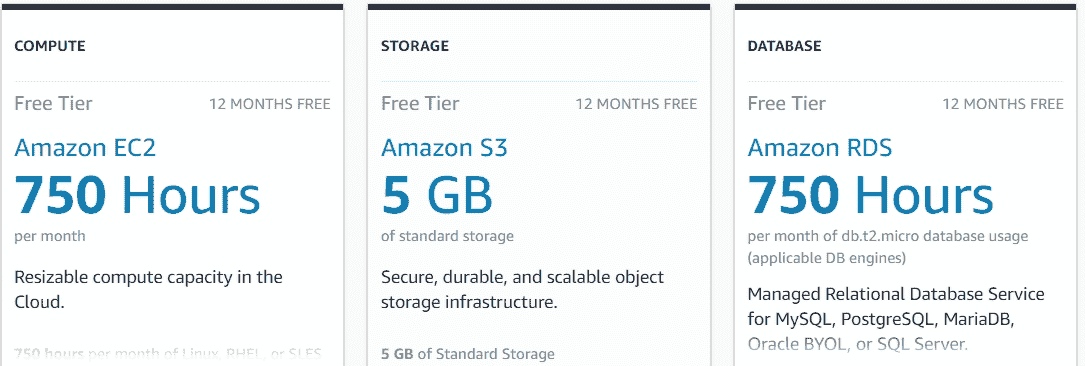 COMPUTE
Free Tier 12 MONTHS FREE
Amazon EC2
750 Hours
per month
Resizable compute capacity in the
Cloud.
750 hours per month of Linux, RHEL, or SLES
STORAGE
Free Tier 12 MONTHS FREE
Amazon S3
5 GB
of standard storage
Secure, durable, and scalable object
storage infrastructure.
5 GB of Standard Storage
DATABASE
Free Tier 12 MONTHS FREE
Amazon RDS
750 Hours
per month of db.t2.micro database usage
(applicable DB engines)
Managed Relational Database Service
for MySQL, PostgreSQL, MariaDB,
Oracle BYOL, or SQL Server.